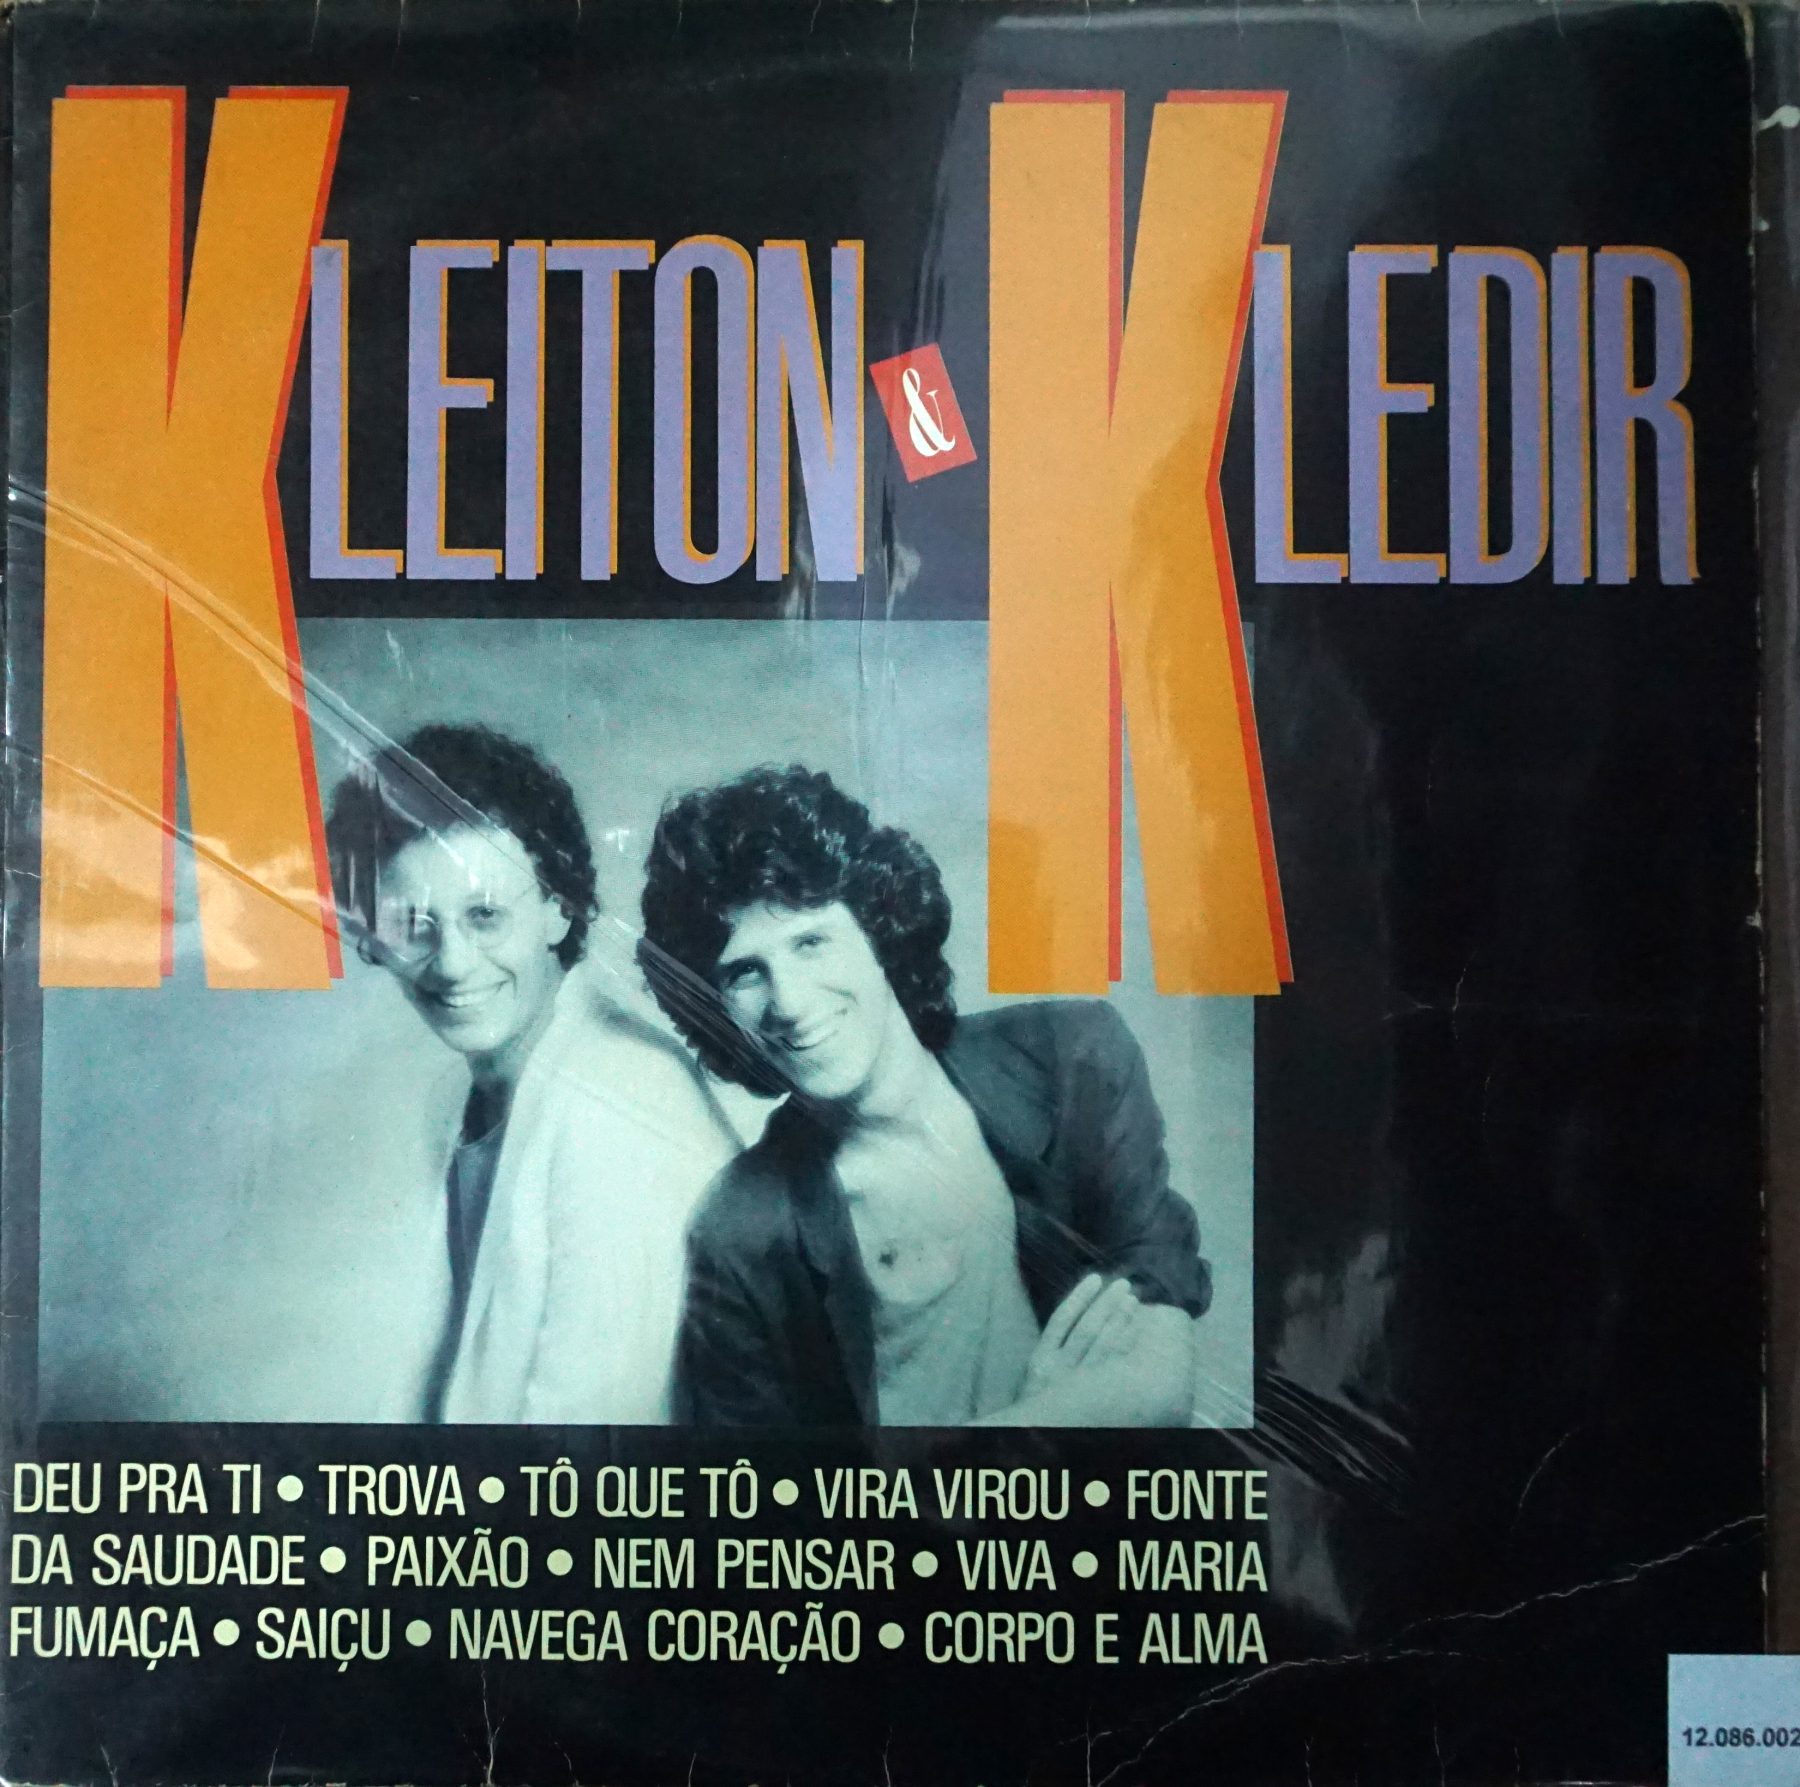 KLEITON & KLEDIR
DEU PRA TI • TROVA • TÔ QUE TÔ • VIRA VIROU • FONTE
DA SAUDADE • PAIXÃO • NEM PENSAR • VIVA • MARIA
FUMAÇA • SAIÇU • NAVEGA CORAÇÃO • CORPO E ALMA
12.086.002